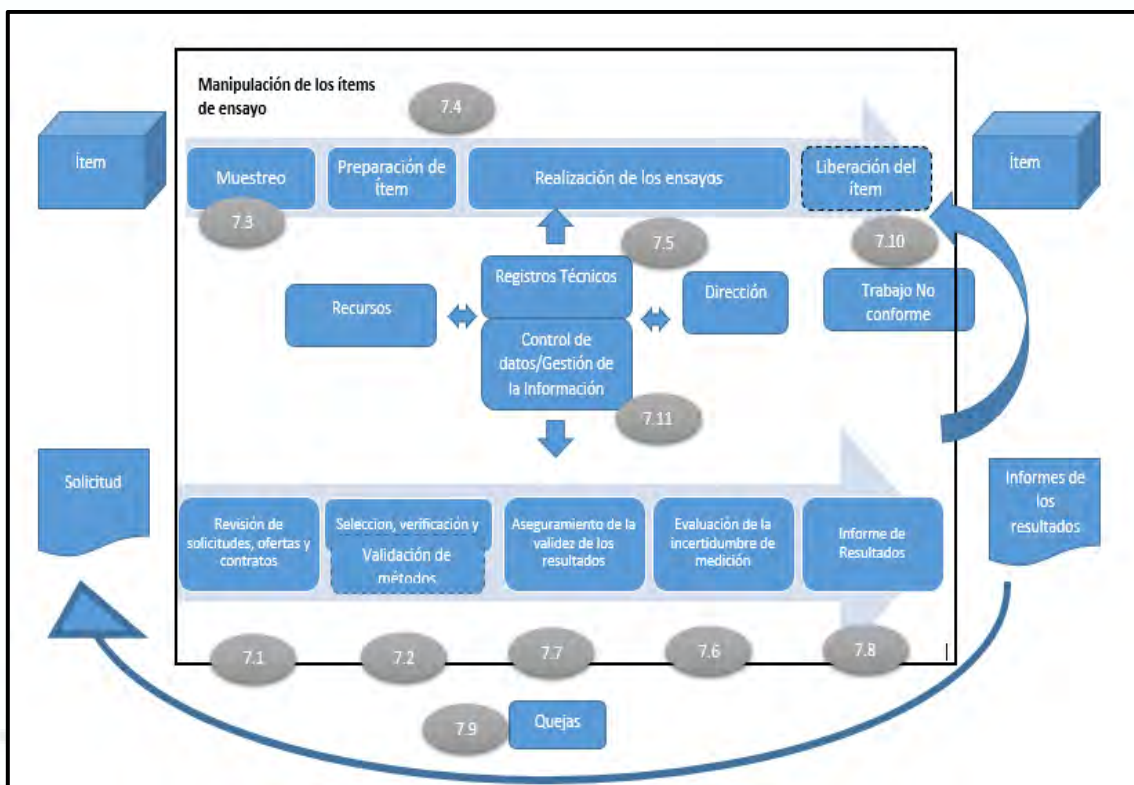 Manipulación de los ítems
de ensayo
7.4
Ítem
Muestreo
Preparación de
Ítem
Realización de los ensayos
Liberación del
ítem
Ítem
7.3
7.5
7.10
Registros Técnicos
Recursos
Dirección
Trabajo No
conforme
Control de
datos/Gestión de
la Información
7.11
Solicitud
Informes de
los
resultados
Revisión de
solicitudes, ofertas y
contratos
Seleccion, verificación y
Validación de
métodos
Aseguramiento de la
validez de los
resultados
Evaluación de la
incertidumbre de
medición
Informe de
Resultados
7.1
7.2
7.7
7.6
7.8
7.9
Quejas